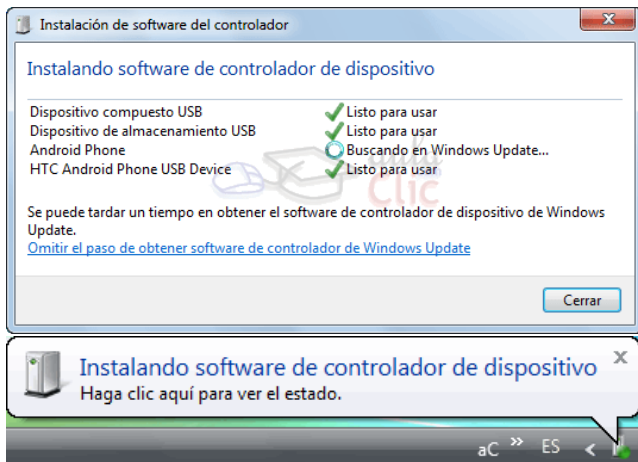 Instalación de software del controlador
Instalando software de controlador de dispositivo
Dispositivo compuesto USB Listo para usar
Dispositivo de almacenamiento USB Listo para usar
Android Phone Buscando en Windows Update...
HTC Android Phone USB Device Listo para usar
aula
Clic
Se puede tardar un tiempo en obtener el software de controlador de dispositivo de Windows
Update.
Omitir el paso de obtener software de controlador de Windows Update
Cerrar
Instalando software de controlador de dispositivo
Haga clic aquí para ver el estado.
aC » ES <